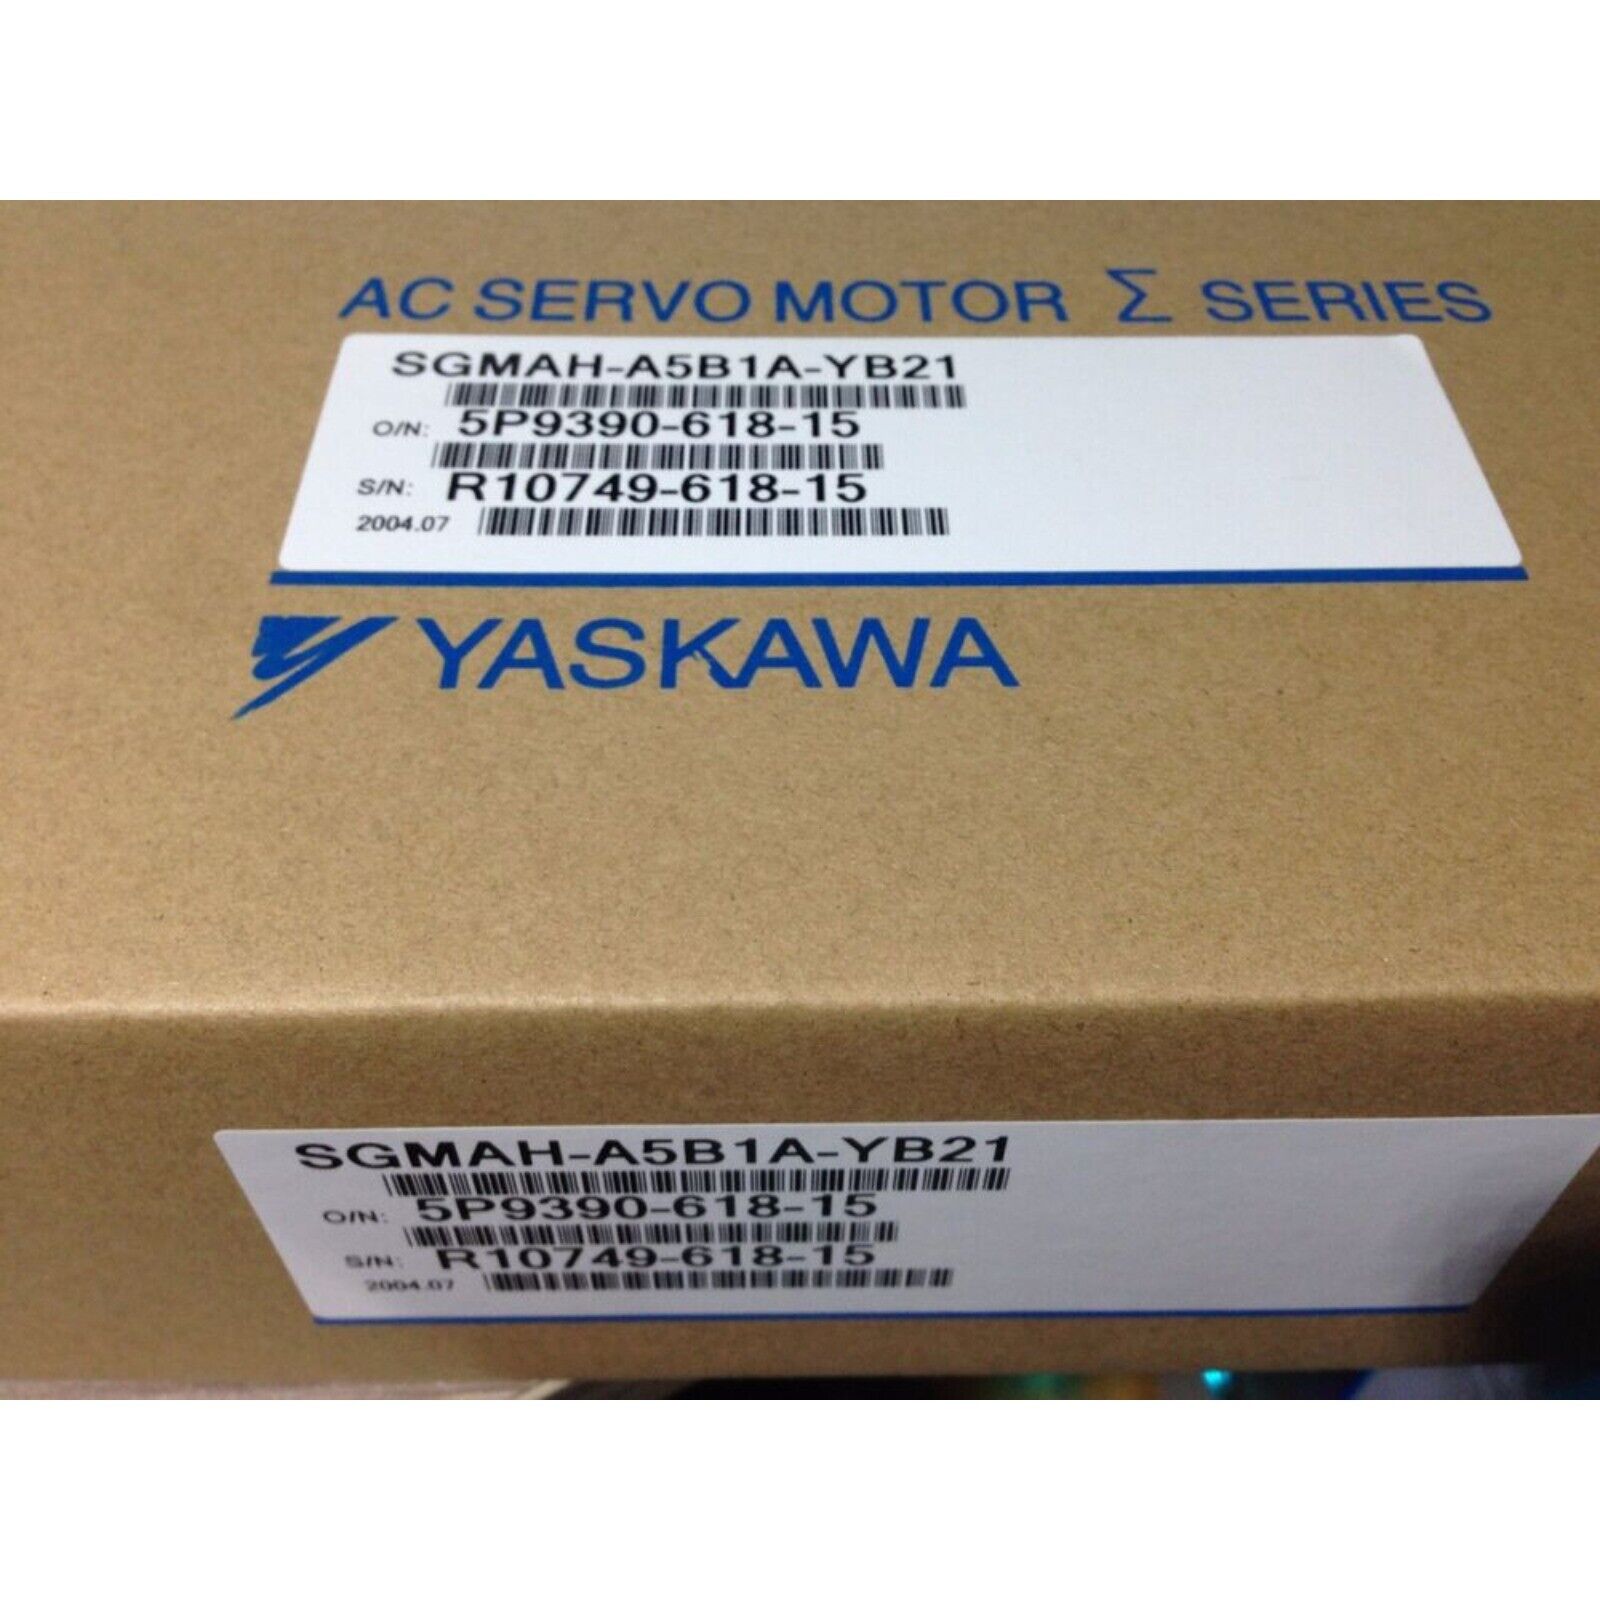 AC SERVO MOTOR Σ SERIES
SGMAH-A5B1A-YB21
O/N: 5P9390-618-15
S/N: R10749-618-15
2004.07
YASKAWA
SGMAH-A5B1A-YB21
O/N: 5P9390-618-15
S/N: R10749-618-15
2004.07